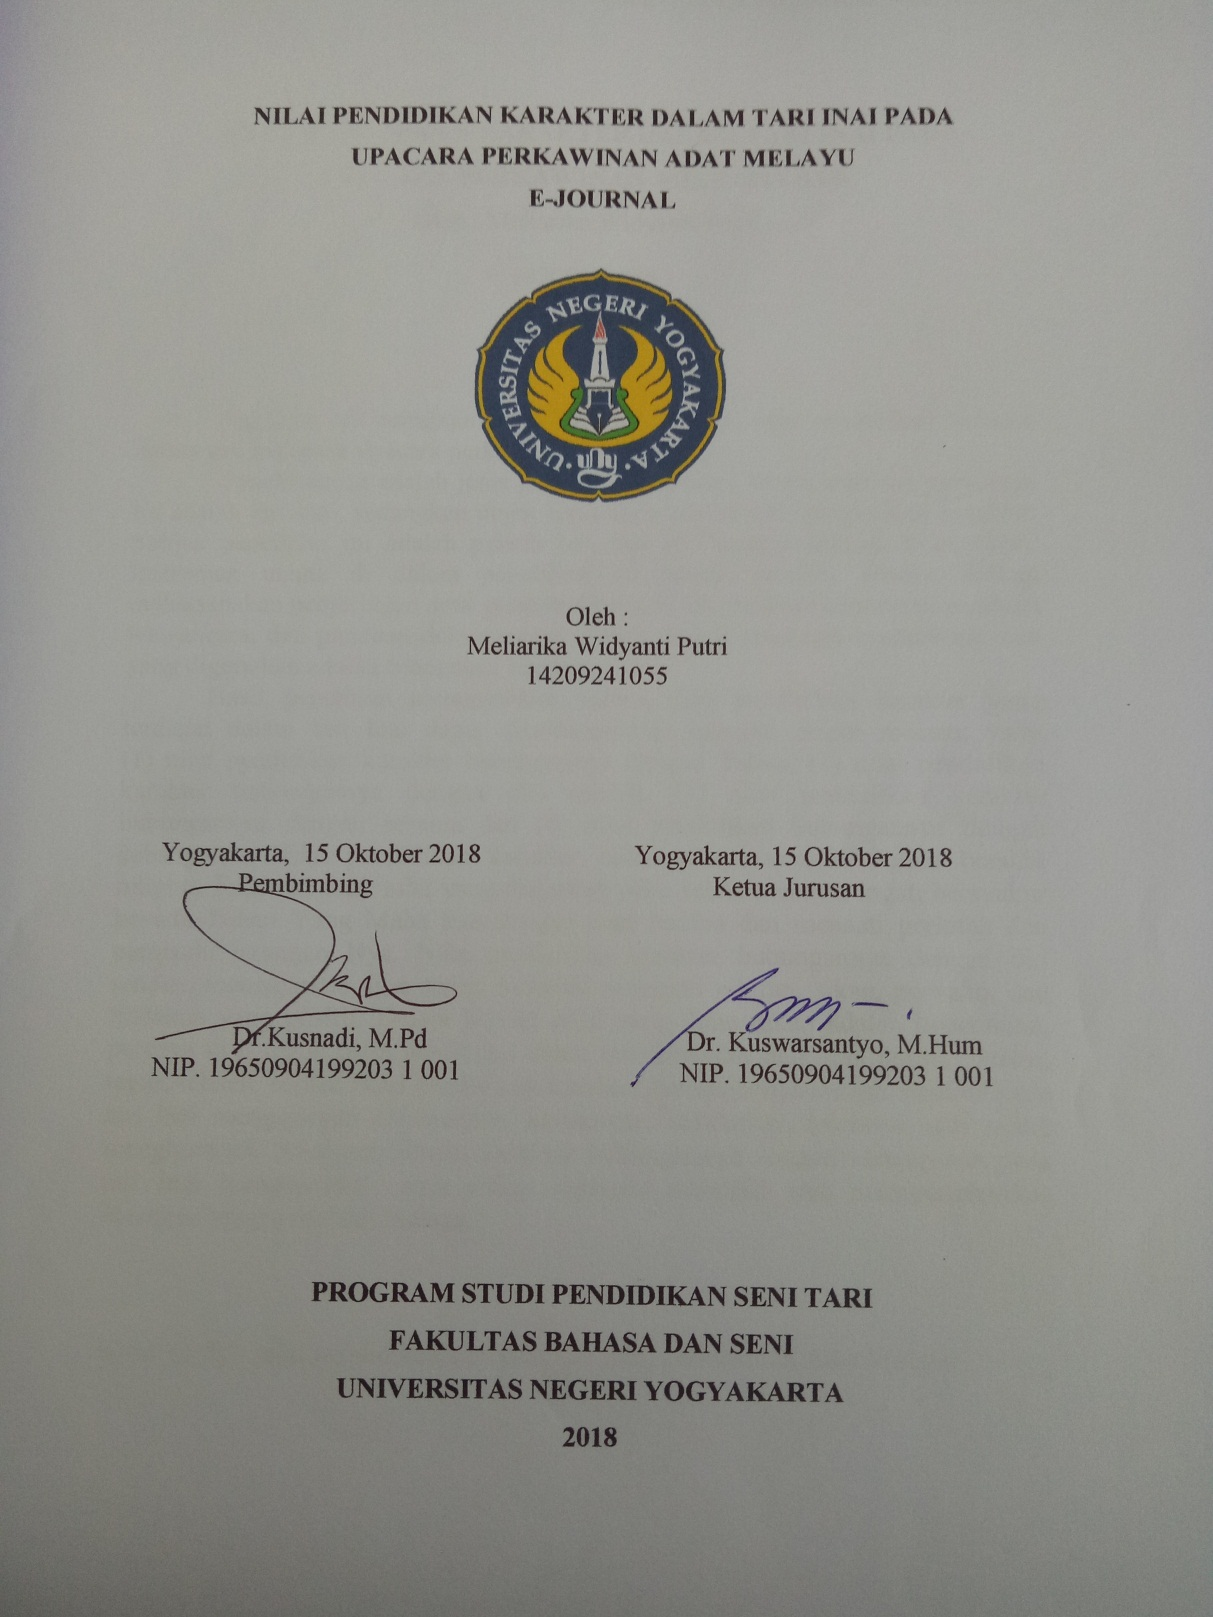 NILAI PENDIDIKAN KARAKTER DALAM TARI INAI PADA
UPACARA PERKAWINAN ADAT MELAYU
E-JOURNAL
UNIVERSITAS NEGERI YOGYAKARTA
Oleh :
Meliarika Widyanti Putri
14209241055
Yogyakarta, 15 Oktober 2018
Pembimbing
Dr.Kusnadi, M.Pd
NIP. 19650904199203 1 001
Yogyakarta, 15 Oktober 2018
Ketua Jurusan
Dr. Kuswarsantyo, M.Hum
NIP. 19650904199203 1 001
PROGRAM STUDI PENDIDIKAN SENI TARI
FAKULTAS BAHASA DAN SENI
UNIVERSITAS NEGERI YOGYAKARTA
2018